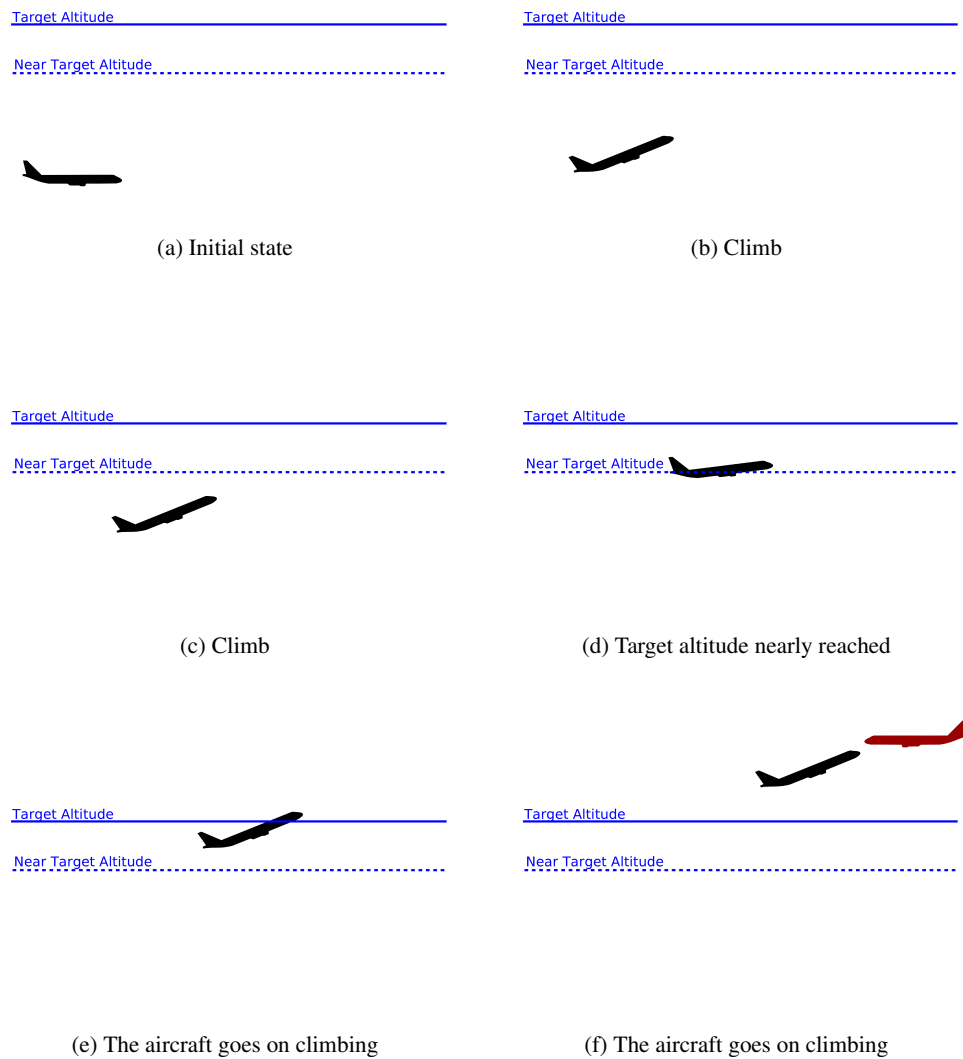 Target Altitude
Near Target Altitude
(a) Initial state
Target Altitude
Near Target Altitude
(b) Climb
Target Altitude
Near Target Altitude
(c) Climb
Target Altitude
Near Target Altitude
(d) Target altitude nearly reached
Target Altitude
Near Target Altitude
(e) The aircraft goes on climbing
Target Altitude
Near Target Altitude
(f) The aircraft goes on climbing